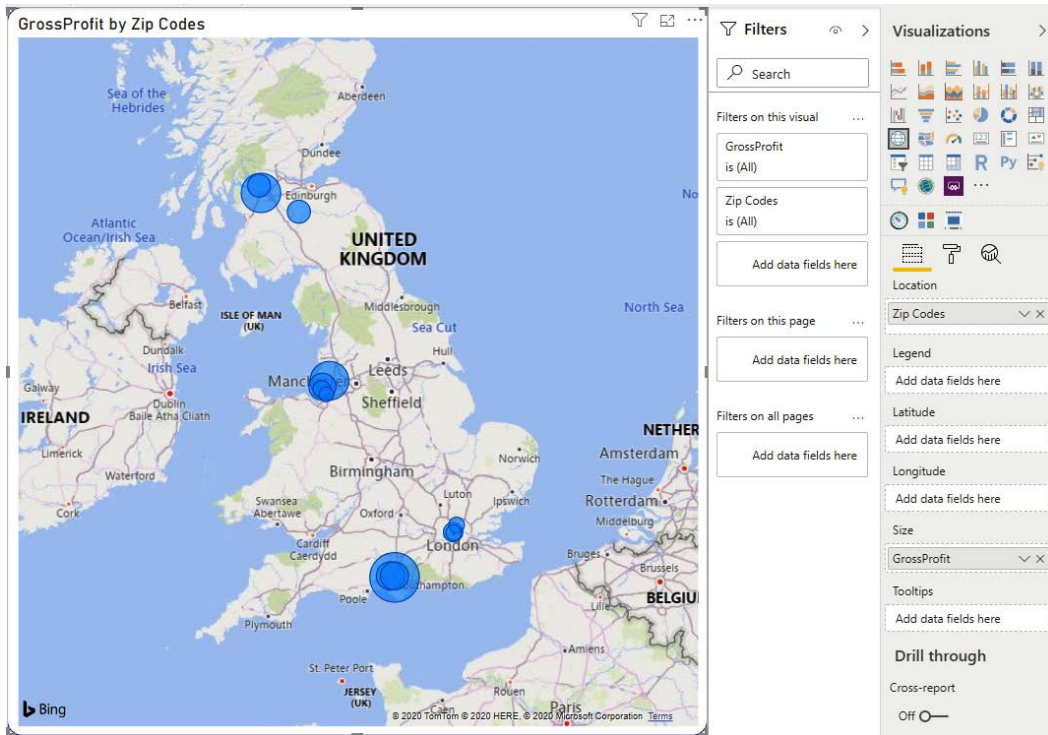 GrossProfit by Zip Codes
Sea of the
Hebrides
Aberdeen
Dundee
Edinburgh
Atlantic
Ocean/Irish Sea
UNITED
KINGDOM
No
North Sea
Belfast
ISLE OF MAN
(UK)
Middlesbrough
Sea Cut
Dundalk
Irish Sea
Hull
Leeds
Galway
Dublin
Baile Atha Cliath
Sheffield
IRELAND
Limerick
NETHER
Amsterdam
Waterford
Norwich
The Hague
Birmingham
Rotterdam
Cork
Swansea
Abertawe
Luton
Ipswich
Oxford
Middelburg
Cardiff
Caerdydd
London
Bruges
Brussels
Poole
BELGIU
Lille
Plymouth
Amiens
St. Peter Port
JERSEY
(UK)
Rouen
Caen
Paris
Bing
© 2020 TomTom © 2020 HERE, © 2020 Microsoft Corporation Terms
Filters
Search
Filters on this visual ...
GrossProfit
is (All)
Zip Codes
is (All)
Add data fields here
Filters on this page ...
Add data fields here
Filters on all pages ...
Add data fields here
Visualizations
123
R Py
...
Location
Zip Codes
Legend
Add data fields here
Latitude
Add data fields here
Longitude
Add data fields here
Size
GrossProfit
Tooltips
Add data fields here
Drill through
Cross-report
Off